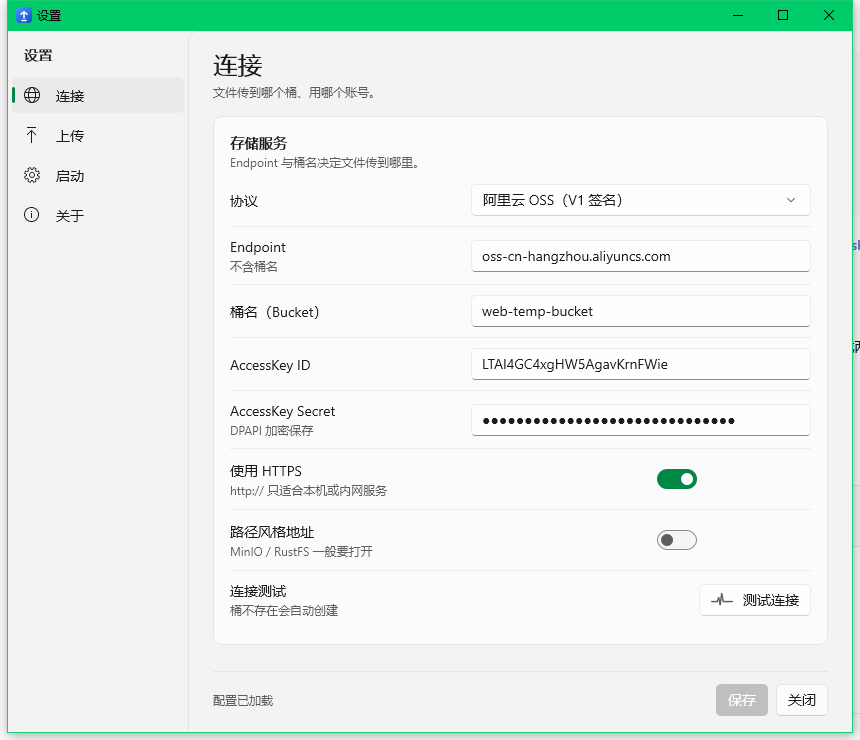 设置
设置
连接
上传
启动
关于
连接
文件传到哪个桶、用哪个账号。
存储服务
Endpoint 与桶名决定文件传到哪里。
协议
阿里云 OSS（V1 签名）
Endpoint
不含桶名
oss-cn-hangzhou.aliyuncs.com
桶名（Bucket）
web-temp-bucket
AccessKey ID
LTAI4GC4xgHW5AgavKrnFWie
AccessKey Secret
DPAPI 加密保存
●●●●●●●●●●●●●●●●●●●●●●●●●●●●●●
使用 HTTPS
http:// 只适合本机或内网服务
路径风格地址
MinIO / RustFS 一般要打开
连接测试
桶不存在会自动创建
测试连接
配置已加载
保存
关闭